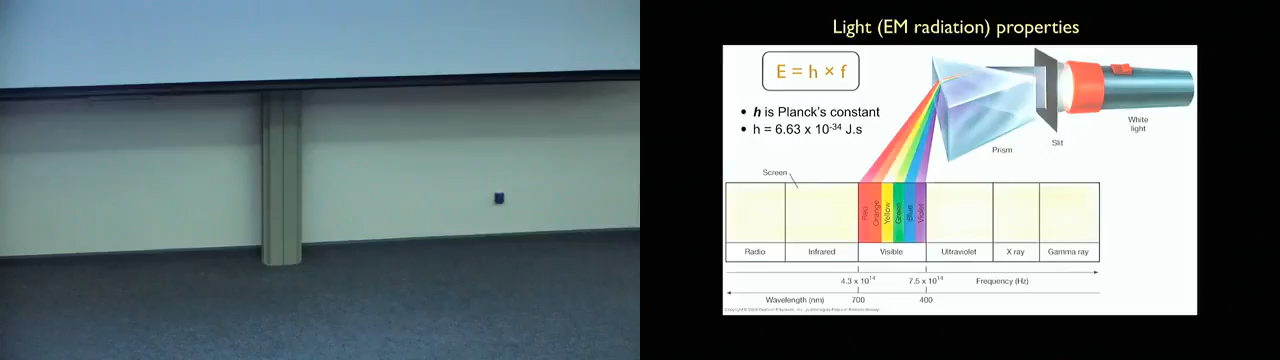 Light (EM radiation) properties
E = h × f
• h is Planck's constant
• h = 6.63 x 10⁻³⁴ J.s
White
light
Slit
Prism
Screen
Red
Orange
Yellow
Green
Blue
Violet
Radio
Infrared
Visible
Ultraviolet
X ray
Gamma ray
4.3 x 10¹⁴
7.5 x 10¹⁴
Frequency (Hz)
Wavelength (nm)
700
400